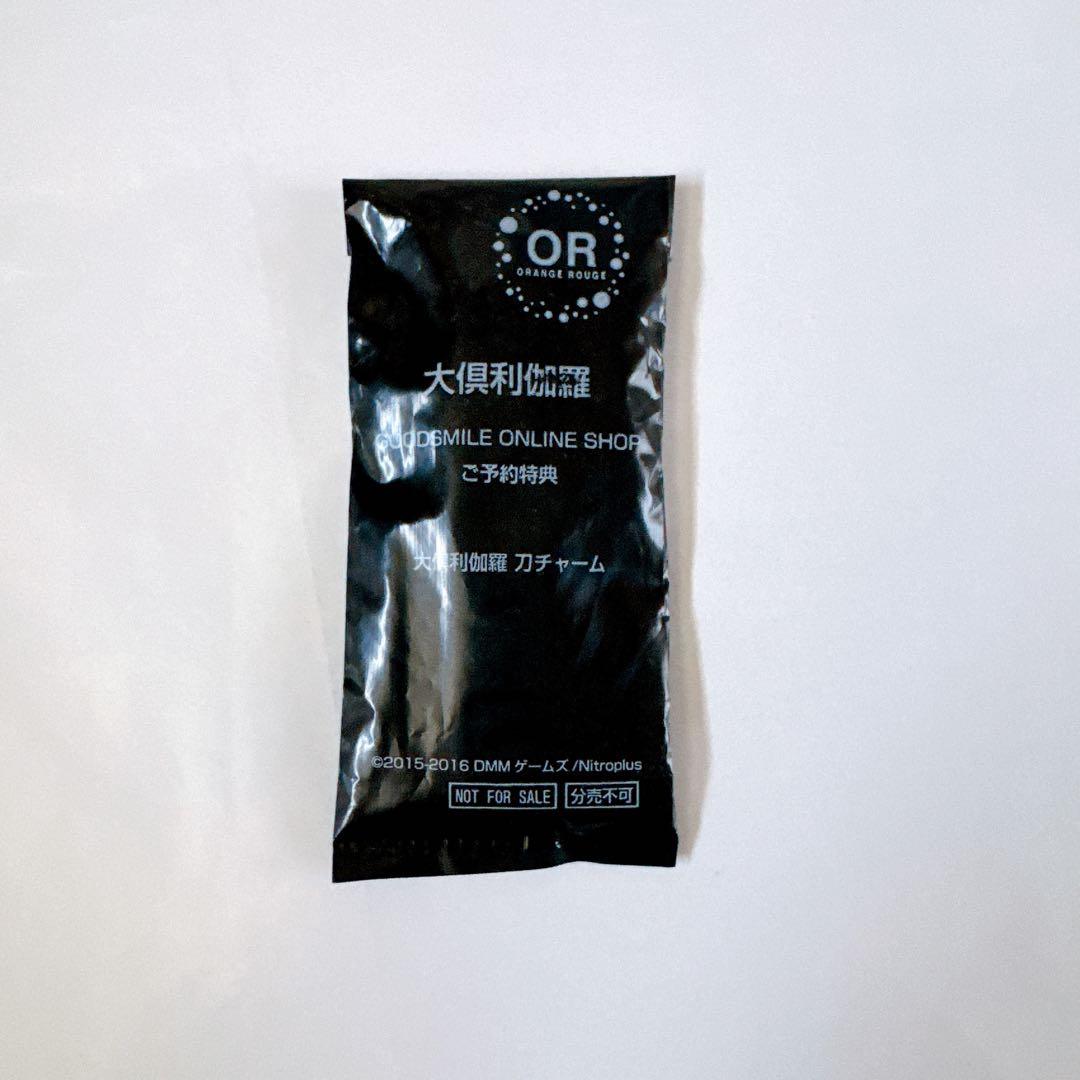 OR
ORANGE ROUGE
大倶利伽羅
GOODSMILE ONLINE SHOP
ご予約特典
大倶利伽羅 刀チャーム
©2015-2016 DMM ゲームズ /Nitroplus
NOT FOR SALE 分売不可